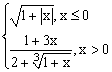 √(1+|x|), x ≤ 0
(1+3x)/(2+∛(1+x)), x > 0